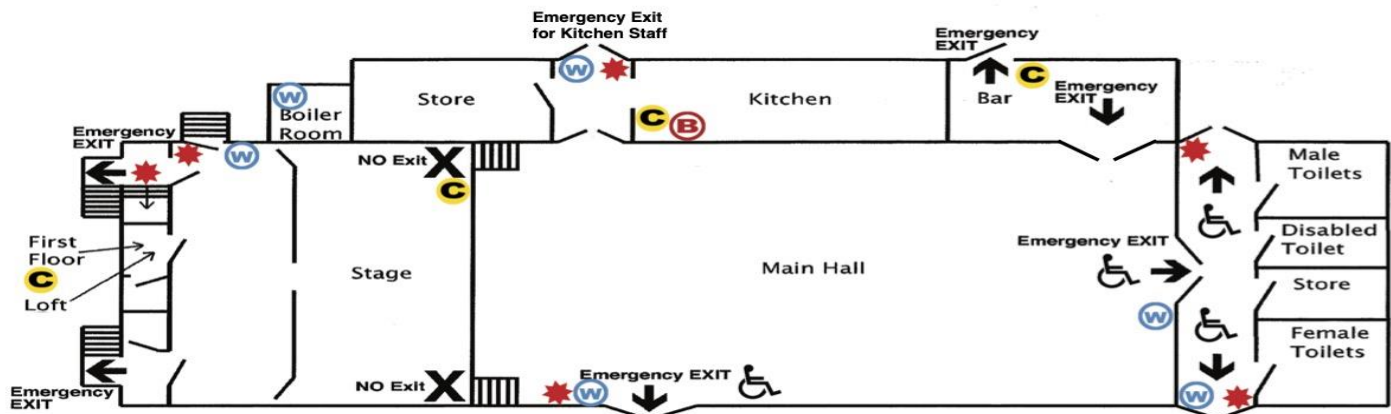 Emergency Exit
for Kitchen Staff
Emergency
EXIT
W
W
Boiler
Room
Store
C
B
Kitchen
Bar
C
Emergency
EXIT
Emergency
EXIT
W
NO Exit
X
C
Male
Toilets
First
Floor
C
Loft
Stage
Main Hall
Emergency EXIT
Disabled
Toilet
Store
W
Female
Toilets
Emergency
EXIT
NO Exit
X
W
Emergency EXIT
W